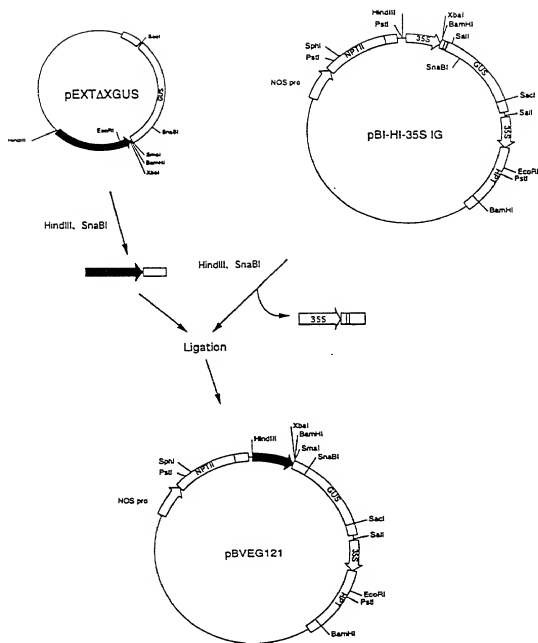 SacI
pEXTΔXGUS
GUS
HindIII
EcoRI
SnaBI
SmaI
BamHI
XbaI
HindIII
PstI
SphI
PstI
NPTII
NOS pro
35S
XbaI
BamHI
SalI
SnaBI
GUS
SacI
SalI
35S
pBI-HI-35S IG
EcoRI
PstI
HPT
BamHI
HindIII、SnaBI
HindIII、SnaBI
35S
Ligation
XbaI
HindIII
BamHI
SmaI
SnaBI
SphI
PstI
NPTII
NOS pro
GUS
SacI
SalI
35S
pBVEG121
EcoRI
PstI
HPT
BamHI